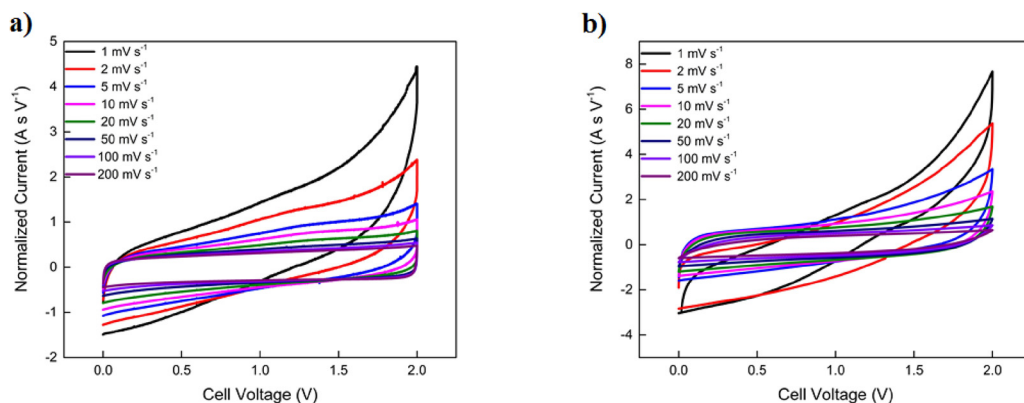 a)
Normalized Current (A s V⁻¹)
5
4
3
2
1
0
-1
-2
1 mV s⁻¹
2 mV s⁻¹
5 mV s⁻¹
10 mV s⁻¹
20 mV s⁻¹
50 mV s⁻¹
100 mV s⁻¹
200 mV s⁻¹
0.0 0.5 1.0 1.5 2.0
Cell Voltage (V)
b)
Normalized Current (A s V⁻¹)
8
6
4
2
0
-2
-4
1 mV s⁻¹
2 mV s⁻¹
5 mV s⁻¹
10 mV s⁻¹
20 mV s⁻¹
50 mV s⁻¹
100 mV s⁻¹
200 mV s⁻¹
0.0 0.5 1.0 1.5 2.0
Cell Voltage (V)